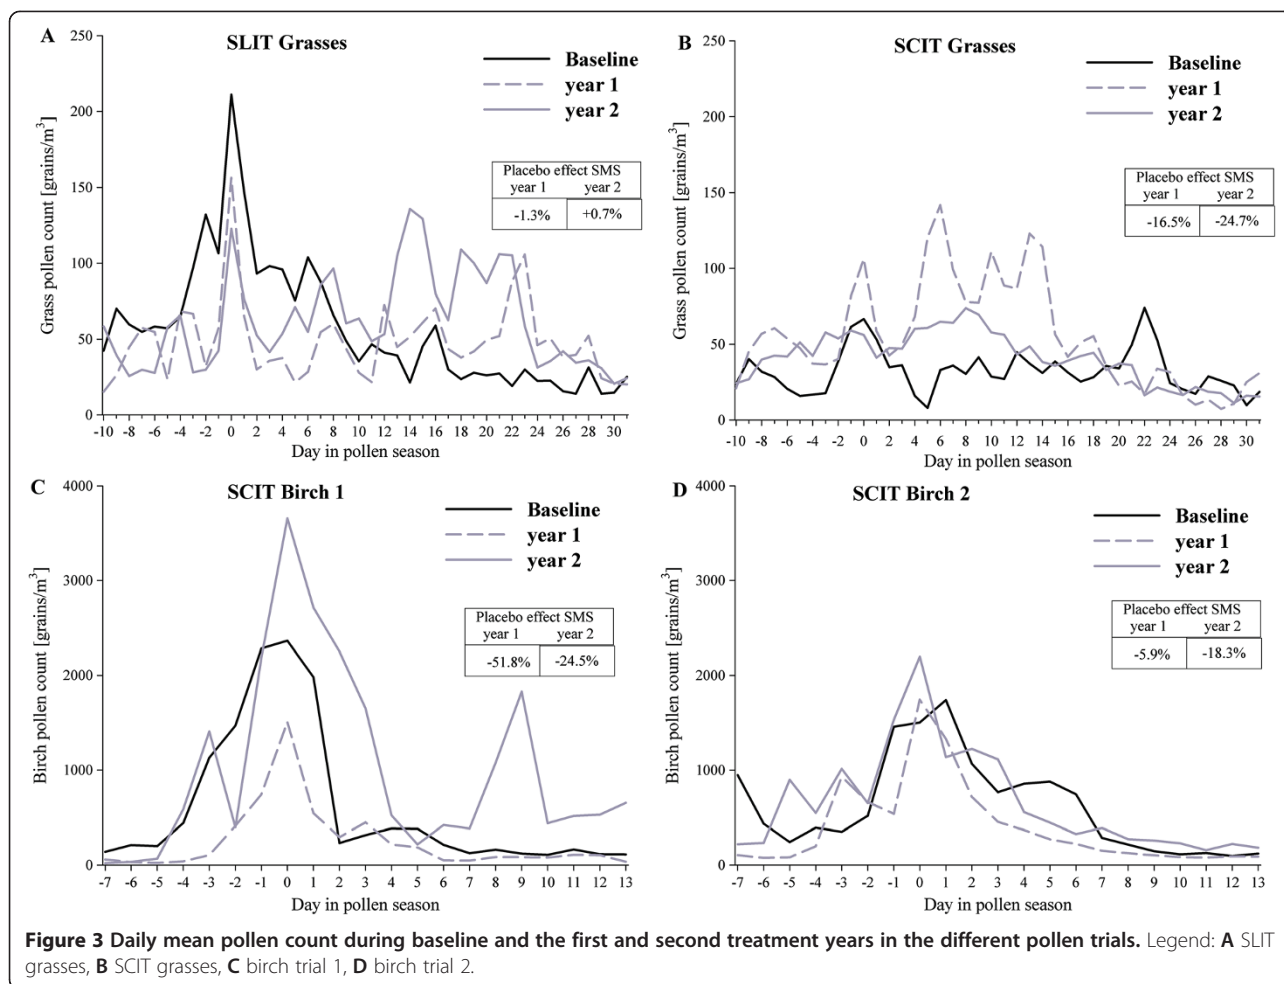 A
SLIT Grasses
Baseline
year 1
year 2
Placebo effect SMS
year 1 year 2
-1.3% +0.7%
Grass pollen count [grains/m³]
250
200
150
100
50
0
-10 -8 -6 -4 -2 0 2 4 6 8 10 12 14 16 18 20 22 24 26 28 30
Day in pollen season
B
SCIT Grasses
Baseline
year 1
year 2
Placebo effect SMS
year 1 year 2
-16.5% -24.7%
Grass pollen count [grains/m³]
250
200
150
100
50
0
-10 -8 -6 -4 -2 0 2 4 6 8 10 12 14 16 18 20 22 24 26 28 30
Day in pollen season
C
SCIT Birch 1
Baseline
year 1
year 2
Placebo effect SMS
year 1 year 2
-51.8% -24.5%
Birch pollen count [grains/m³]
4000
3000
2000
1000
0
-7 -6 -5 -4 -3 -2 -1 0 1 2 3 4 5 6 7 8 9 10 11 12 13
Day in pollen season
D
SCIT Birch 2
Baseline
year 1
year 2
Placebo effect SMS
year 1 year 2
-5.9% -18.3%
Birch pollen count [grains/m³]
4000
3000
2000
1000
0
-7 -6 -5 -4 -3 -2 -1 0 1 2 3 4 5 6 7 8 9 10 11 12 13
Day in pollen season
Figure 3 Daily mean pollen count during baseline and the first and second treatment years in the different pollen trials. Legend: A SLIT
grasses, B SCIT grasses, C birch trial 1, D birch trial 2.